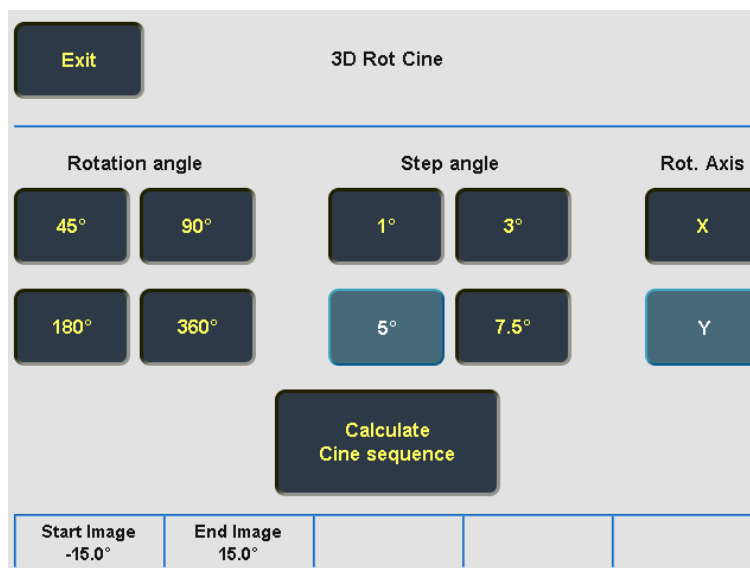 Exit
3D Rot Cine
Rotation angle
Step angle
Rot. Axis
45°
90°
1°
3°
X
180°
360°
5°
7.5°
Y
Calculate
Cine sequence
Start Image
-15.0°
End Image
15.0°